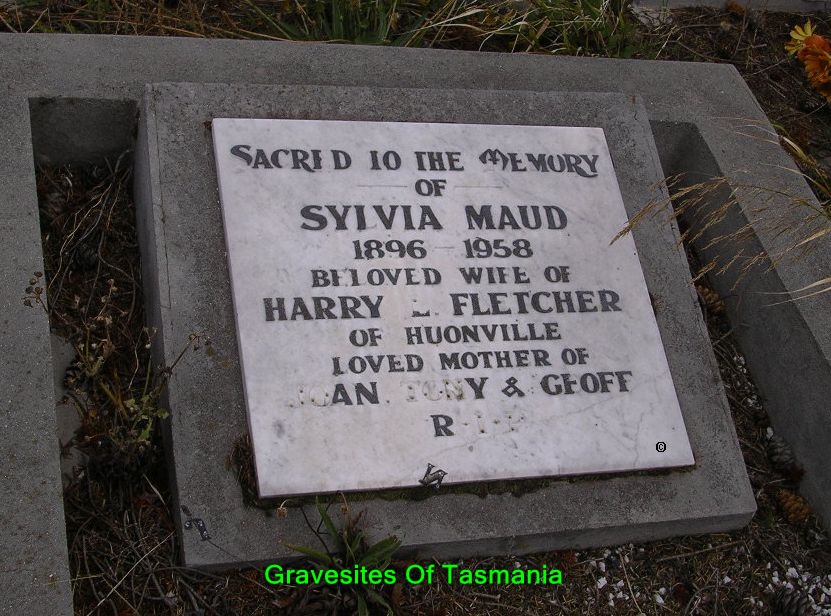 SACRED TO THE MEMORY
OF
SYLVIA MAUD
1896 – 1958
BELOVED WIFE OF
HARRY L. FLETCHER
OF HUONVILLE
LOVED MOTHER OF
JOAN, TONY & GEOFF
R.I.P.
©
Gravesites Of Tasmania